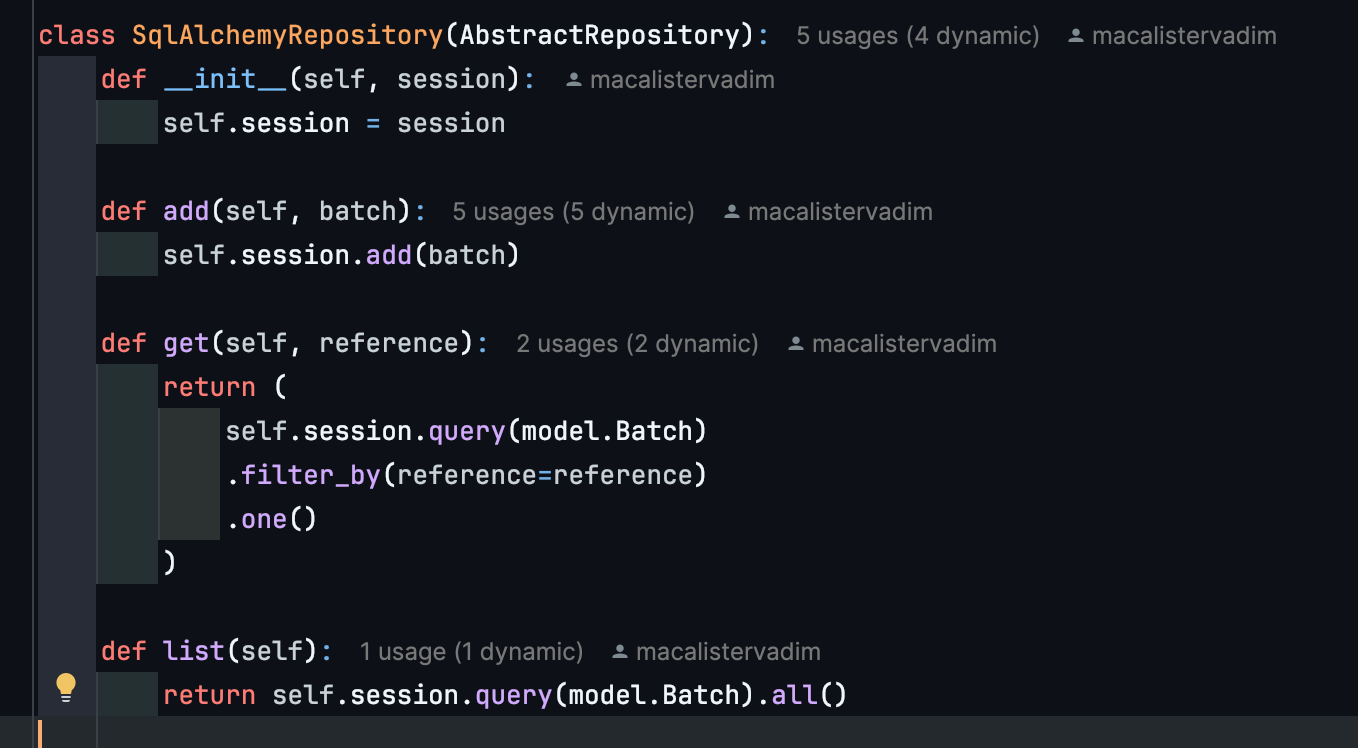 class SqlAlchemyRepository(AbstractRepository): 5 usages (4 dynamic) macalistervadim
def __init__(self, session): macalistervadim
self.session = session
def add(self, batch): 5 usages (5 dynamic) macalistervadim
self.session.add(batch)
def get(self, reference): 2 usages (2 dynamic) macalistervadim
return (
self.session.query(model.Batch)
.filter_by(reference=reference)
.one()
)
def list(self): 1 usage (1 dynamic) macalistervadim
return self.session.query(model.Batch).all()